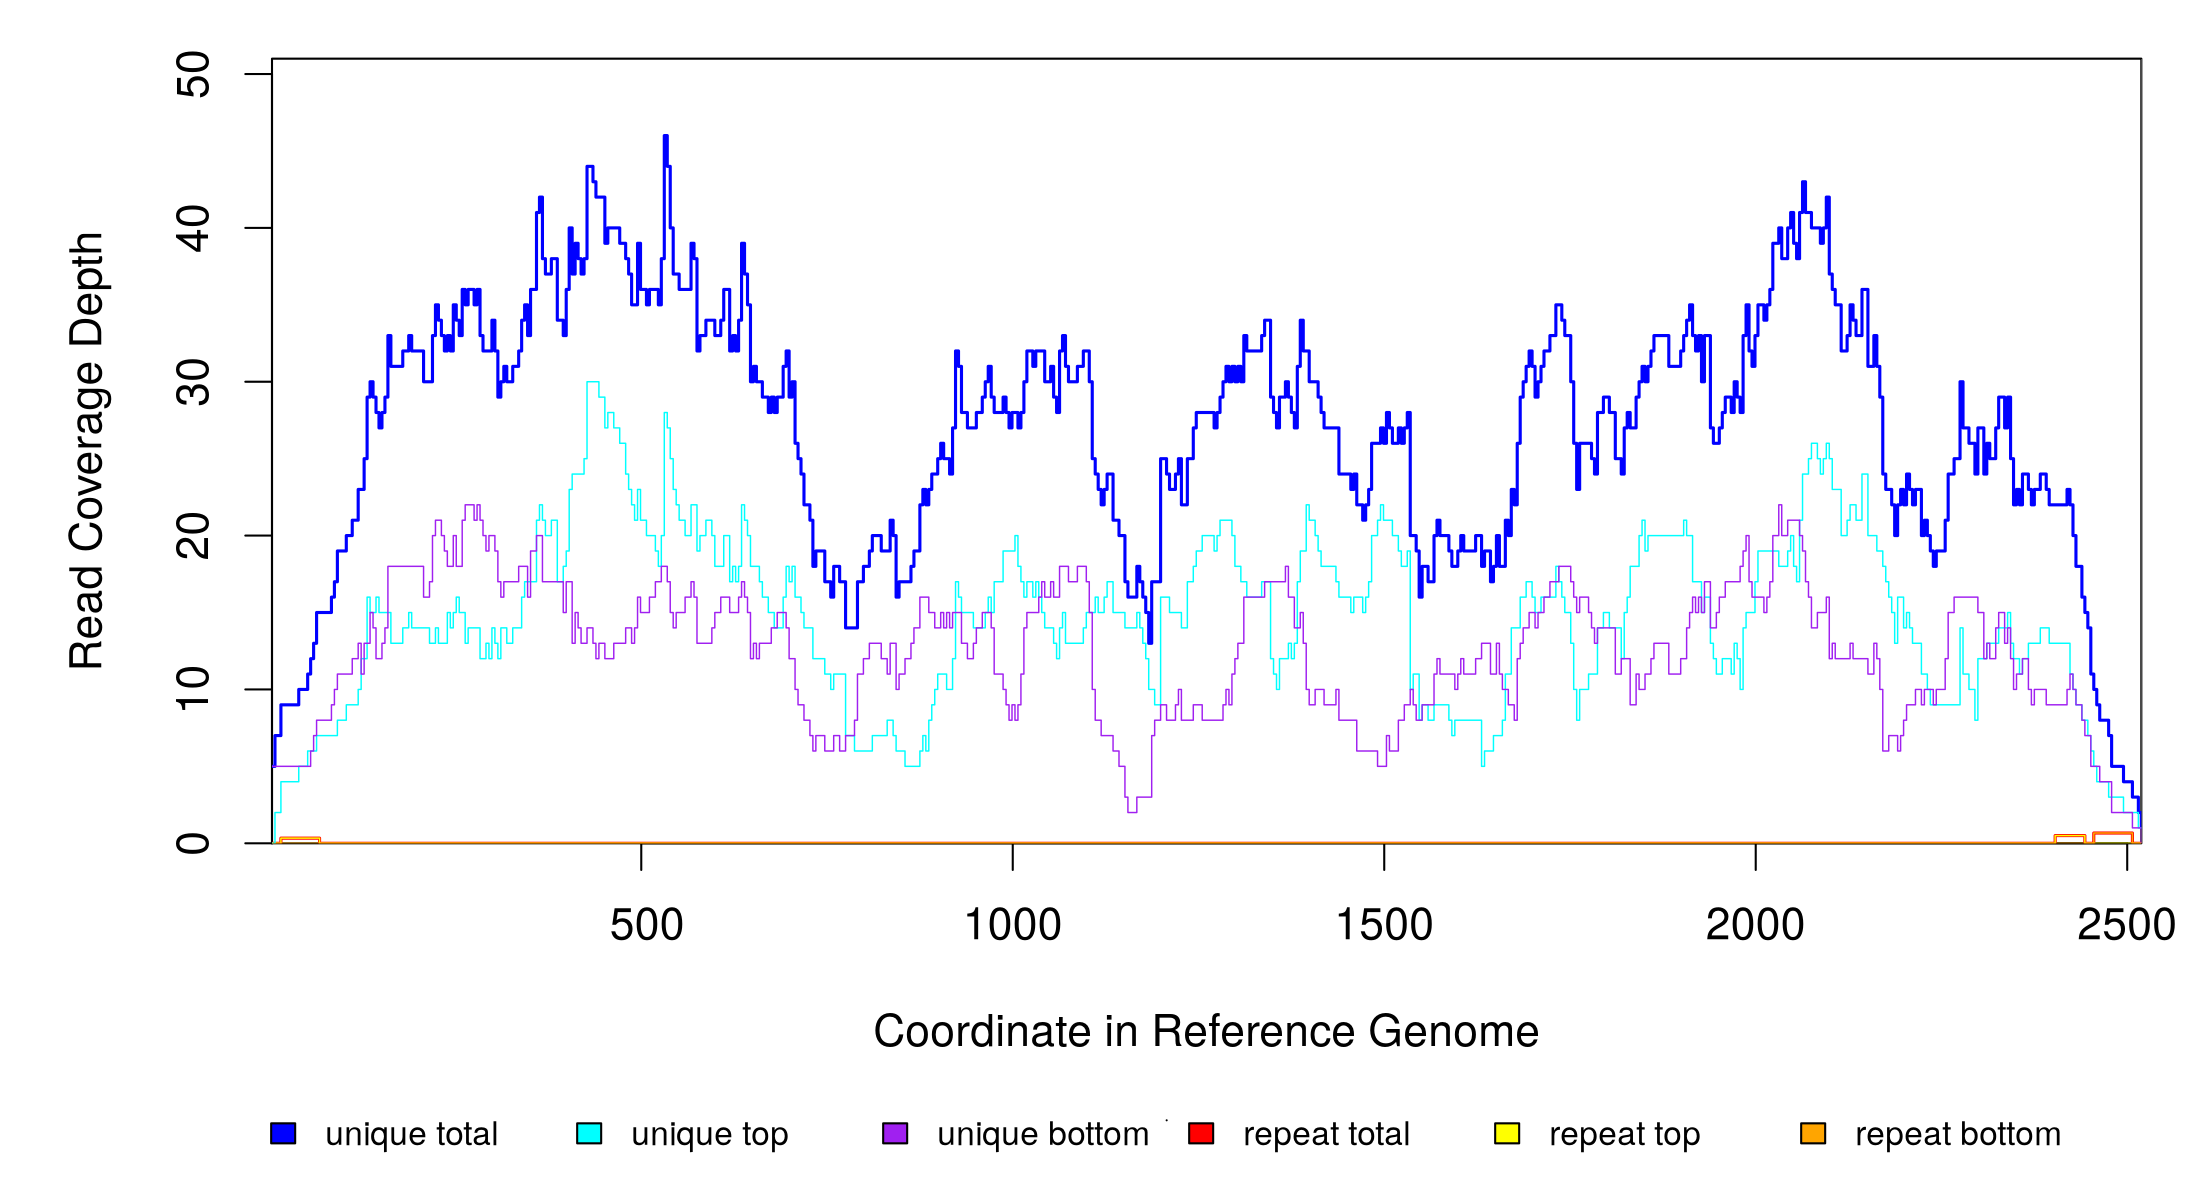 50
40
30
20
10
0
Read Coverage Depth
500 1000 1500 2000 2500
Coordinate in Reference Genome
unique total unique top unique bottom repeat total repeat top repeat bottom